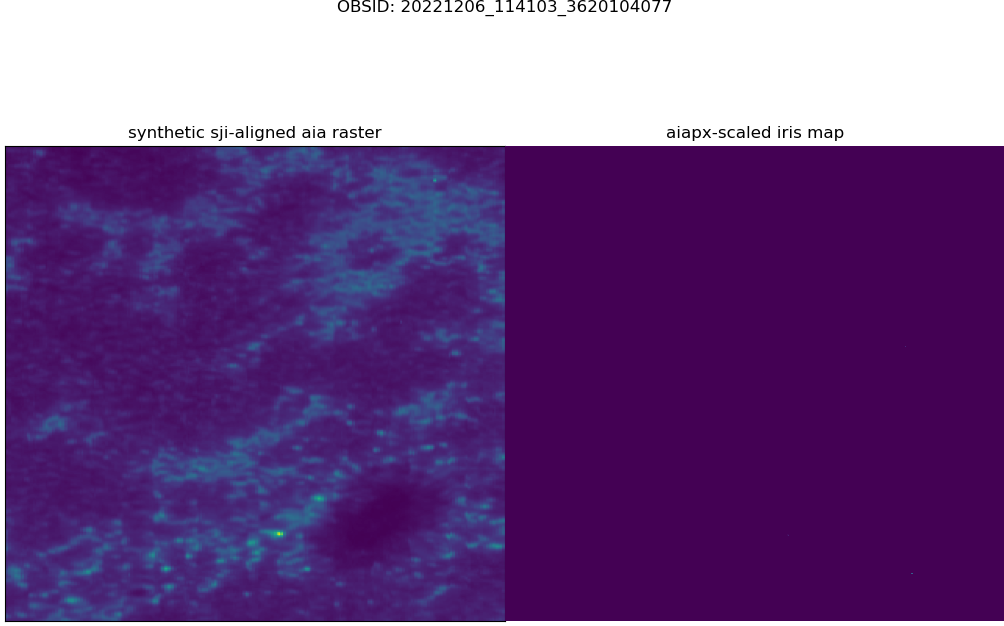 OBSID: 20221206_114103_3620104077
synthetic sji-aligned aia raster
aiapx-scaled iris map